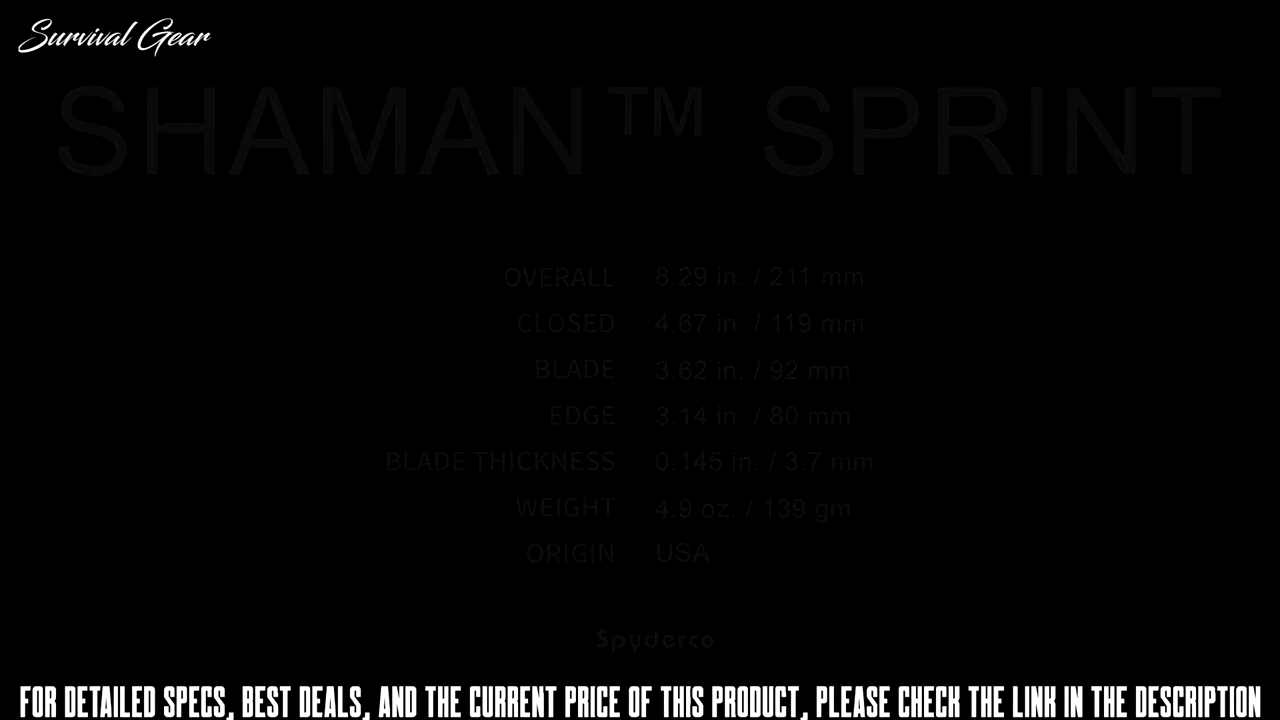 Survival Gear
SHAMAN™ SPRINT
OVERALL 8.29 in. / 211 mm
CLOSED 4.67 in. / 119 mm
BLADE 3.62 in. / 92 mm
EDGE 3.14 in. / 80 mm
BLADE THICKNESS 0.145 in. / 3.7 mm
WEIGHT 4.9 oz. / 139 gm
ORIGIN USA
Spyderco
FOR DETAILED SPECS, BEST DEALS, AND THE CURRENT PRICE OF THIS PRODUCT, PLEASE CHECK THE LINK IN THE DESCRIPTION